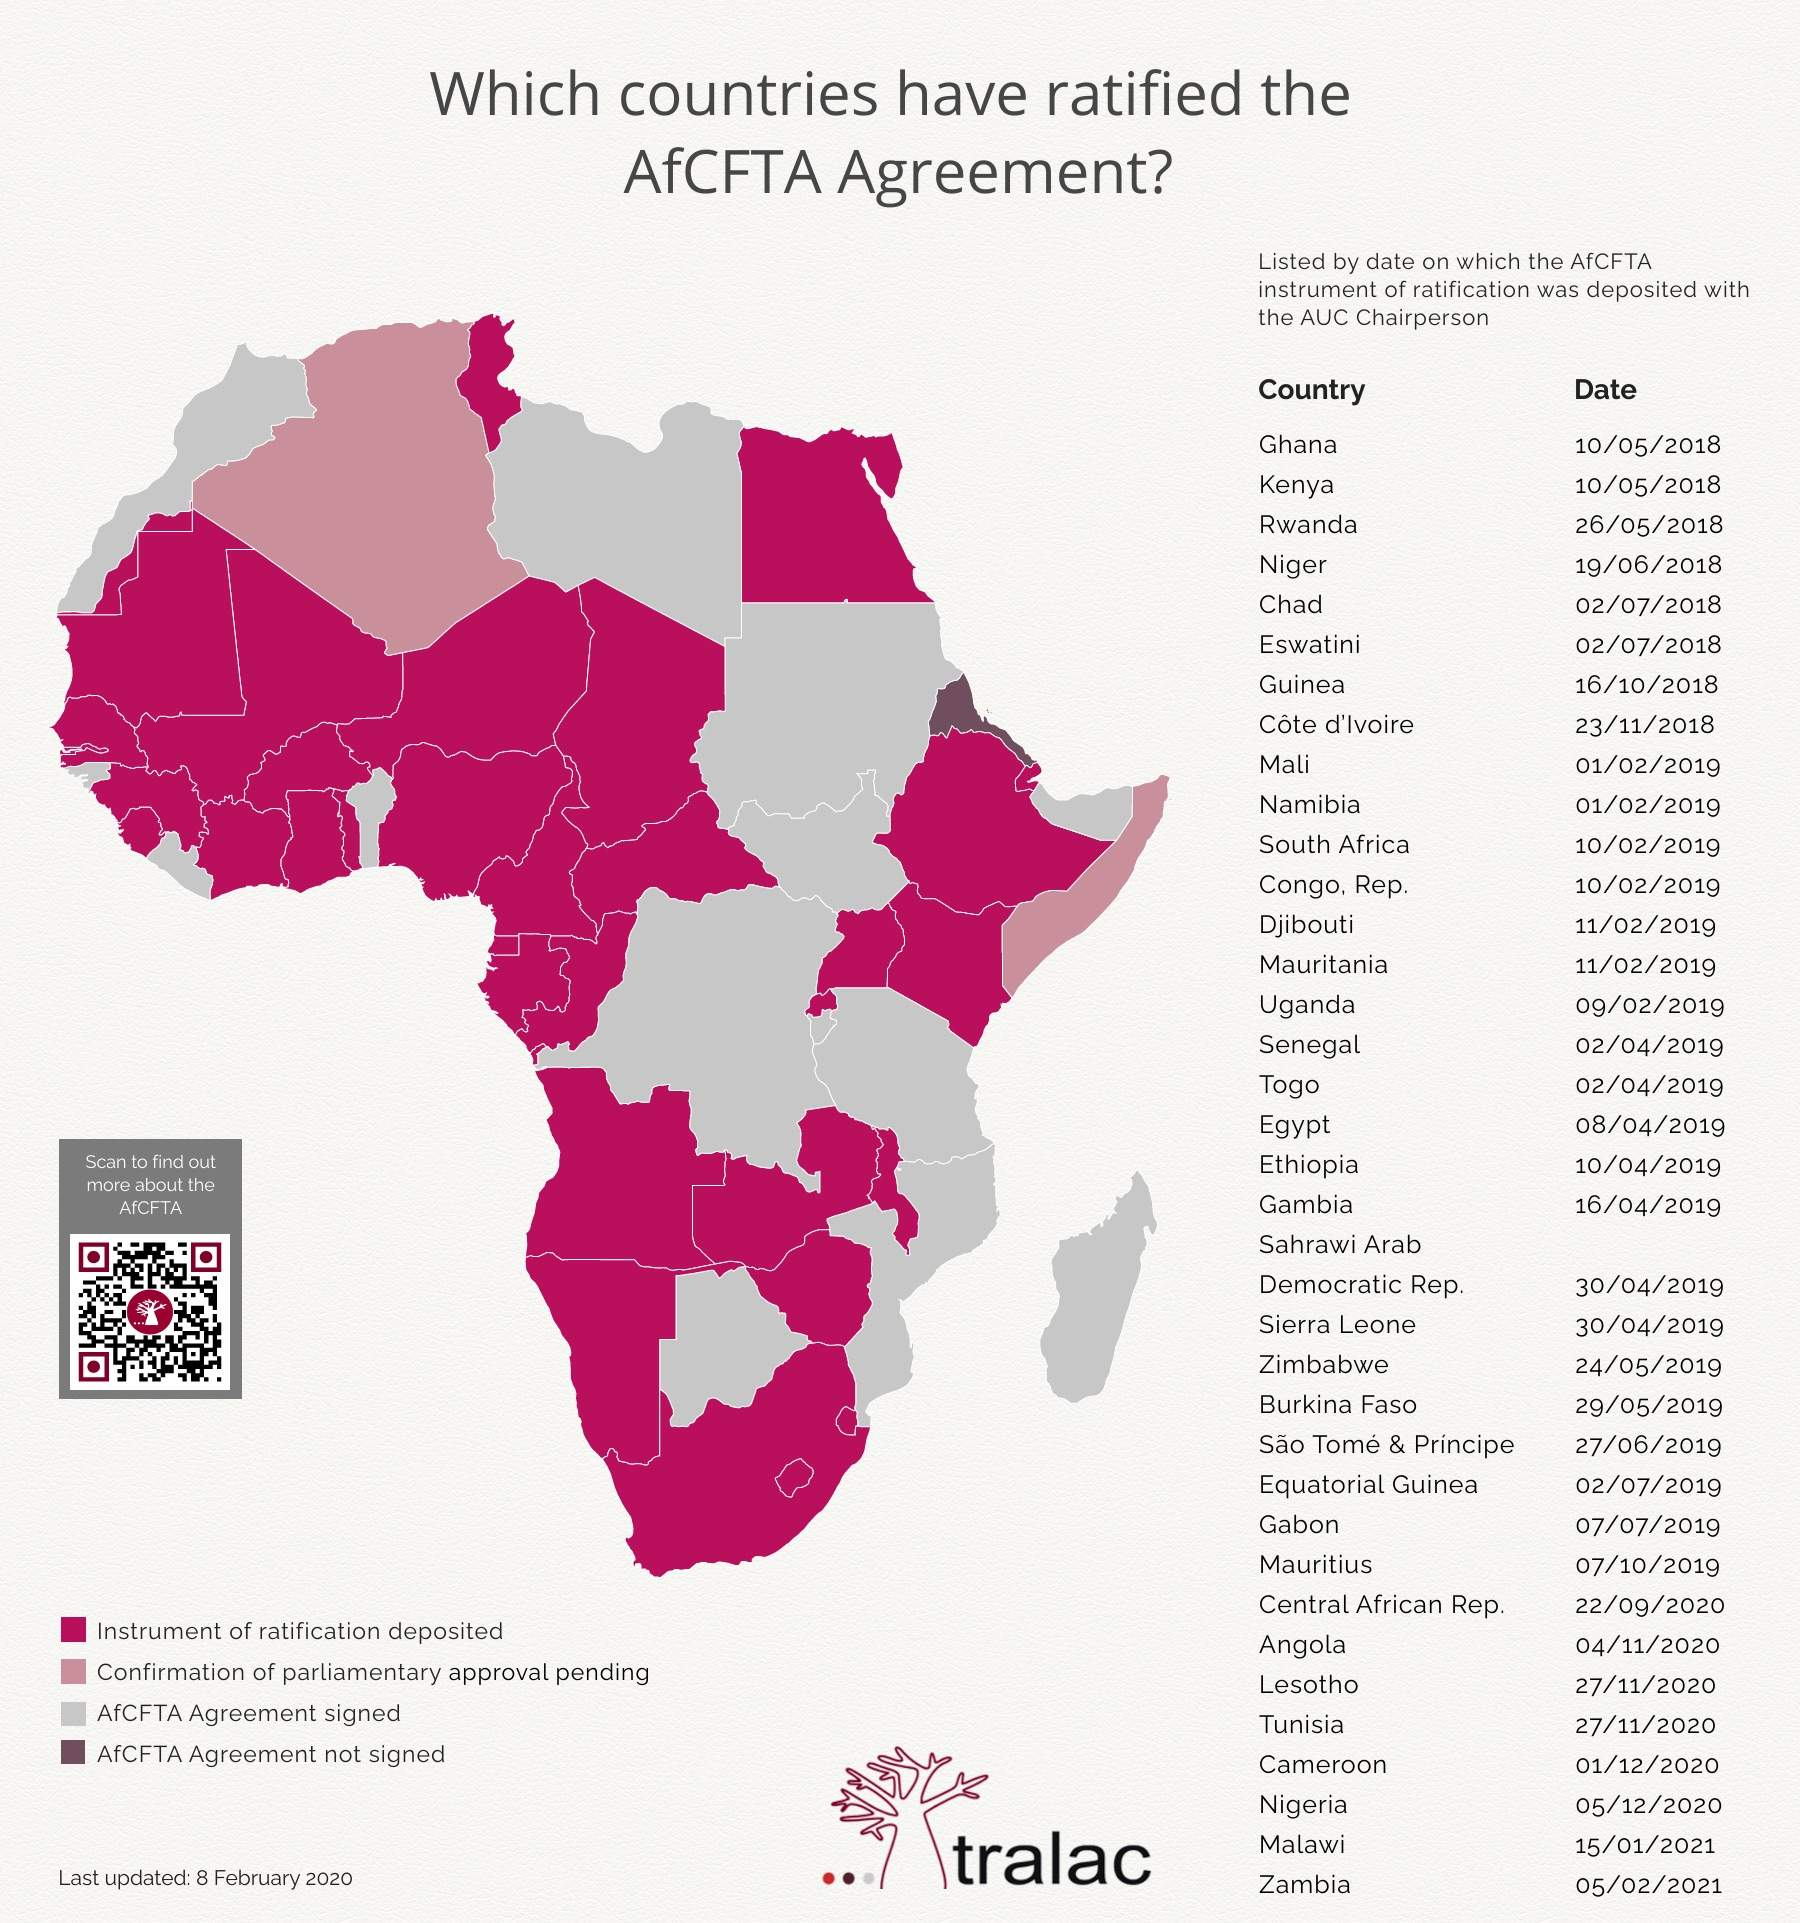 Which countries have ratified the
AfCFTA Agreement?
Listed by date on which the AfCFTA
instrument of ratification was deposited with
the AUC Chairperson
Country Date
Ghana 10/05/2018
Kenya 10/05/2018
Rwanda 26/05/2018
Niger 19/06/2018
Chad 02/07/2018
Eswatini 02/07/2018
Guinea 16/10/2018
Côte d'Ivoire 23/11/2018
Mali 01/02/2019
Namibia 01/02/2019
South Africa 10/02/2019
Congo, Rep. 10/02/2019
Djibouti 11/02/2019
Mauritania 11/02/2019
Uganda 09/02/2019
Senegal 02/04/2019
Togo 02/04/2019
Egypt 08/04/2019
Ethiopia 10/04/2019
Gambia 16/04/2019
Sahrawi Arab
Democratic Rep. 30/04/2019
Sierra Leone 30/04/2019
Zimbabwe 24/05/2019
Burkina Faso 29/05/2019
São Tomé & Príncipe 27/06/2019
Equatorial Guinea 02/07/2019
Gabon 07/07/2019
Mauritius 07/10/2019
Central African Rep. 22/09/2020
Angola 04/11/2020
Lesotho 27/11/2020
Tunisia 27/11/2020
Cameroon 01/12/2020
Nigeria 05/12/2020
Malawi 15/01/2021
Zambia 05/02/2021
Scan to find out
more about the
AfCFTA
Instrument of ratification deposited
Confirmation of parliamentary approval pending
AfCFTA Agreement signed
AfCFTA Agreement not signed
Last updated: 8 February 2020
tralac